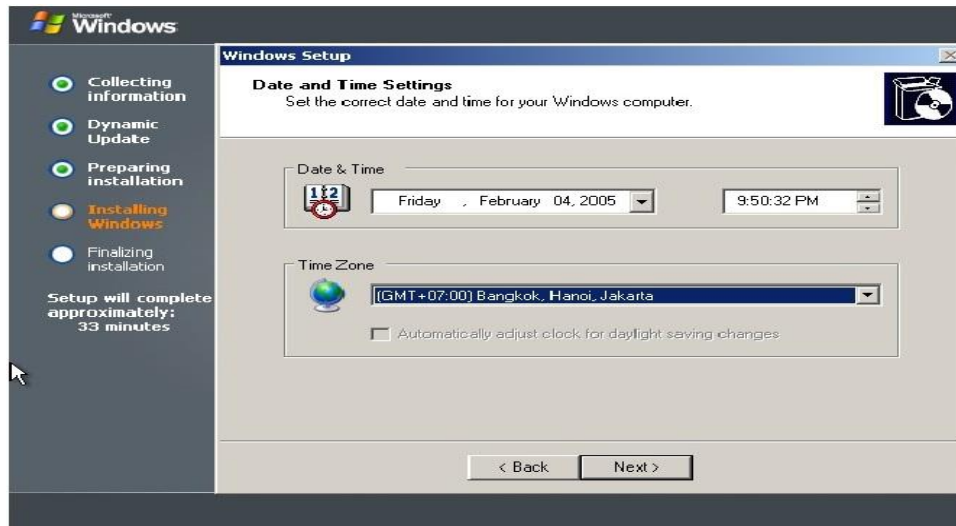 Microsoft
Windows
Windows Setup
Collecting
information
Dynamic
Update
Preparing
installation
Installing
Windows
Finalizing
installation
Setup will complete
approximately:
33 minutes
Date and Time Settings
Set the correct date and time for your Windows computer.
Date & Time
Friday , February 04, 2005
9:50:32 PM
Time Zone
(GMT+07:00) Bangkok, Hanoi, Jakarta
Automatically adjust clock for daylight saving changes
< Back
Next >